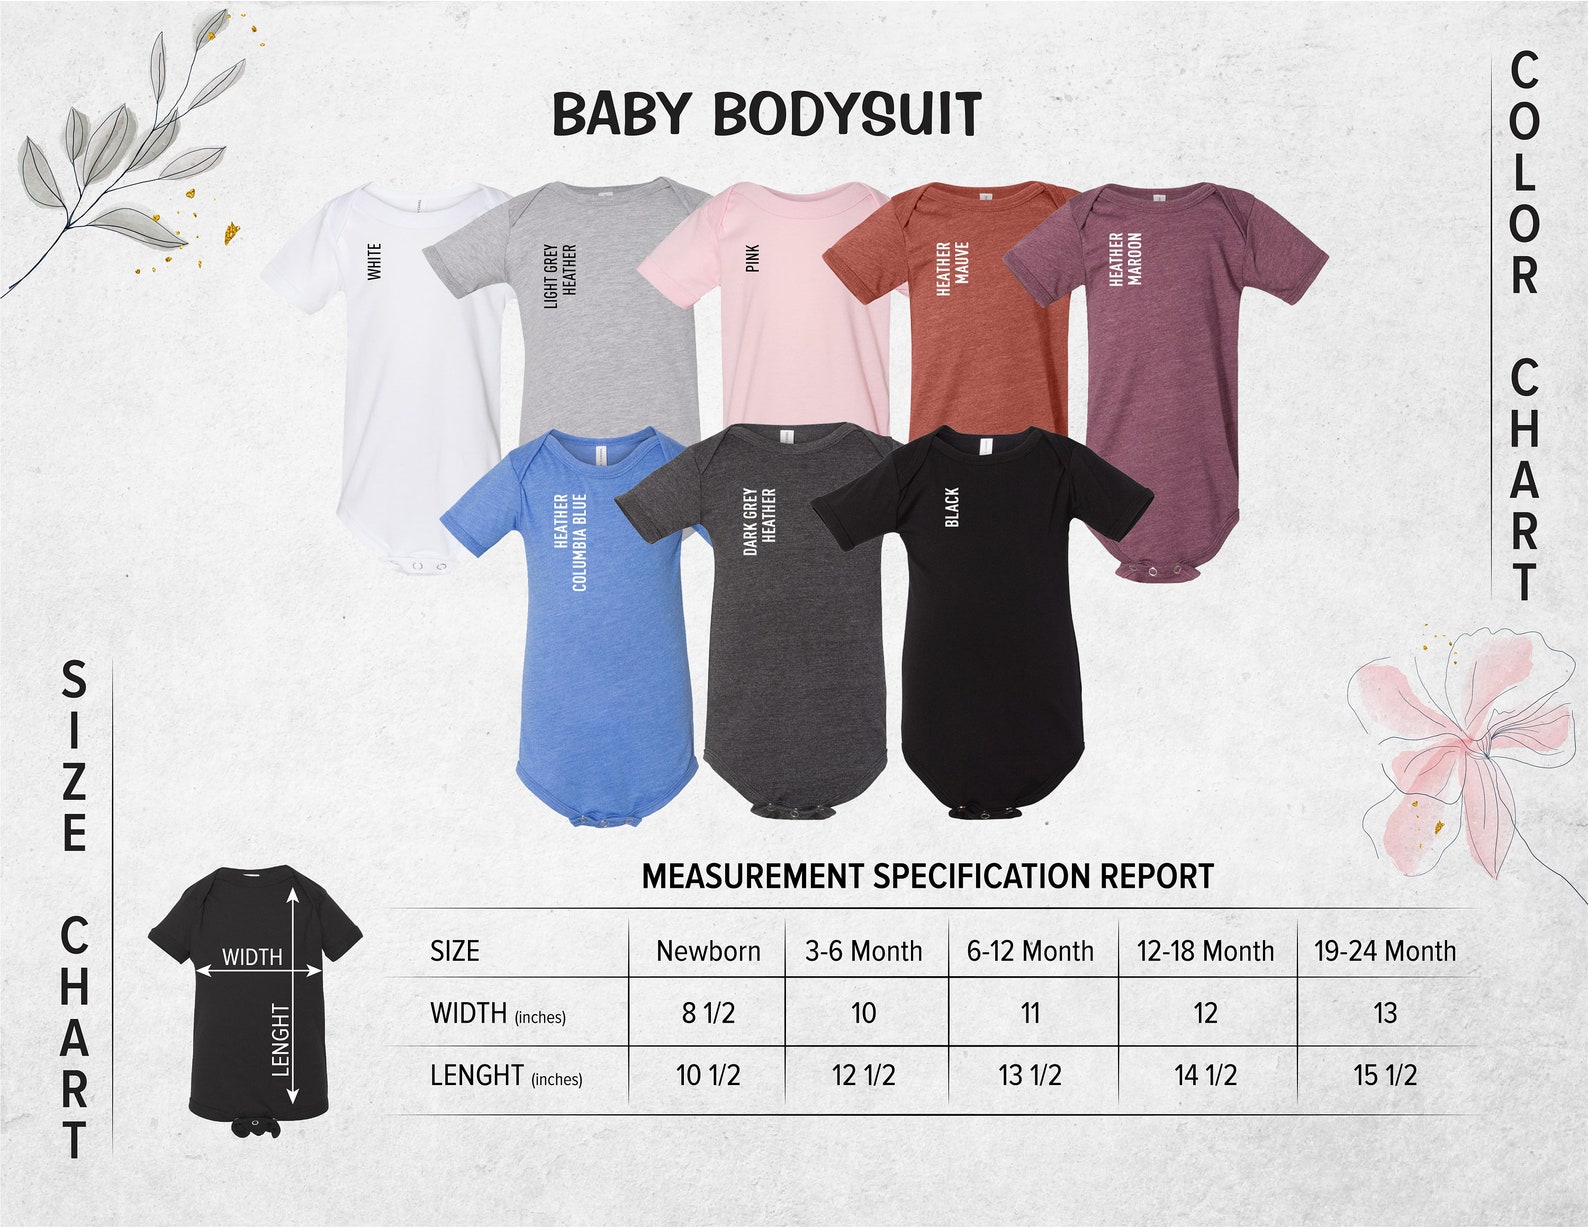 BABY BODYSUIT
COLOR CHART
WHITE
LIGHT GREY
HEATHER
PINK
HEATHER
MAUVE
HEATHER
MAROON
HEATHER
COLUMBIA BLUE
DARK GREY
HEATHER
BLACK
SIZE CHART
WIDTH
LENGHT
MEASUREMENT SPECIFICATION REPORT
SIZE Newborn 3-6 Month 6-12 Month 12-18 Month 19-24 Month
WIDTH (inches) 8 1/2 10 11 12 13
LENGHT (inches) 10 1/2 12 1/2 13 1/2 14 1/2 15 1/2